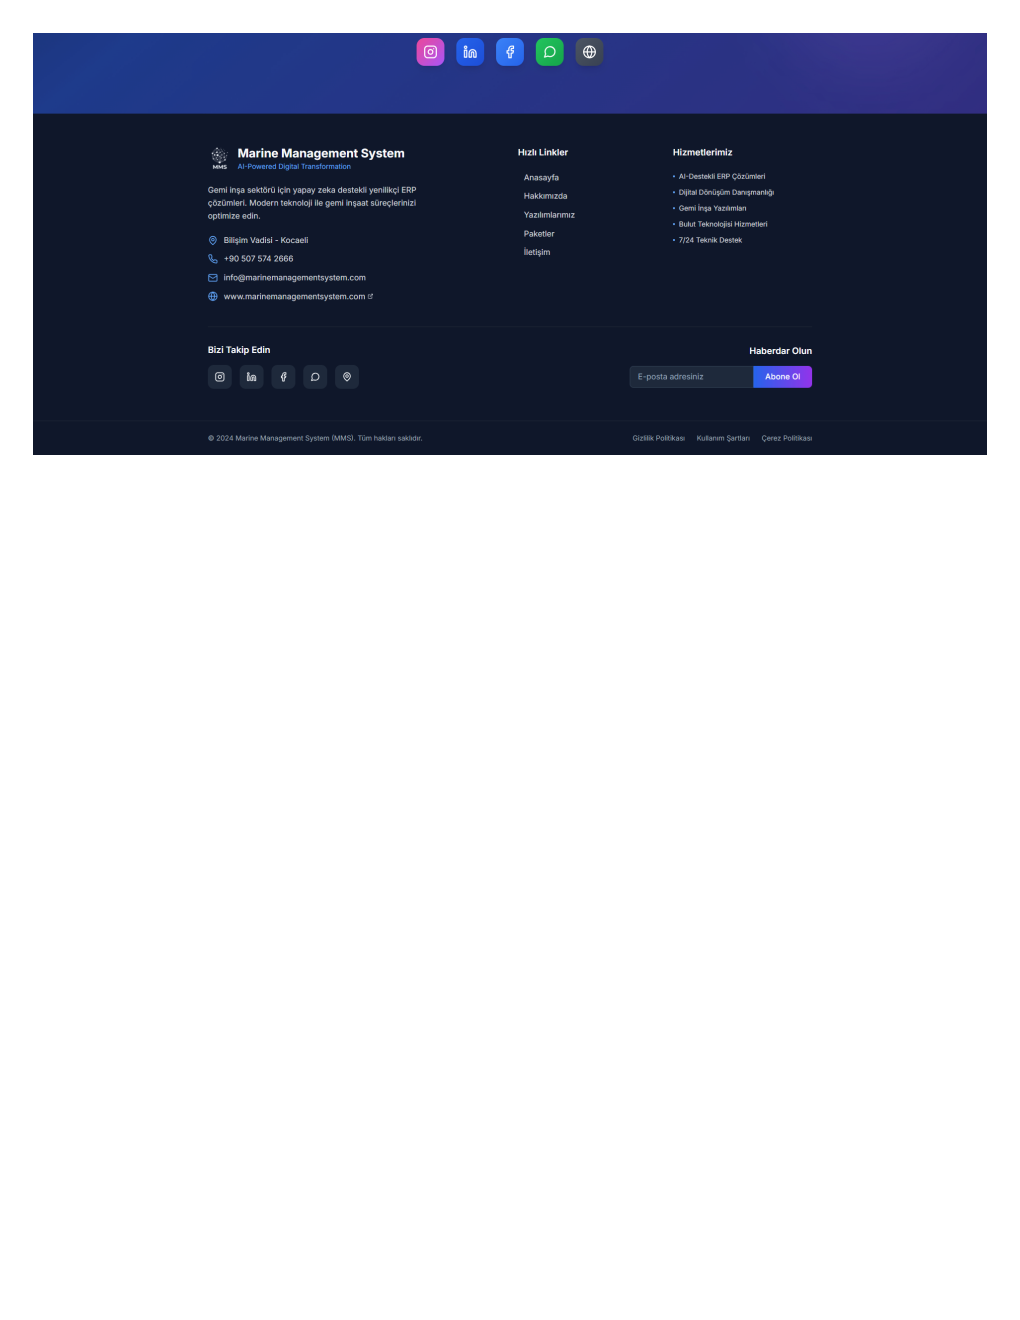 MMS
Marine Management System
AI-Powered Digital Transformation
Gemi inşa sektörü için yapay zeka destekli yenilikçi ERP
çözümleri. Modern teknoloji ile gemi inşaat süreçlerinizi
optimize edin.
Bilişim Vadisi - Kocaeli
+90 507 574 2666
info@marinemanagementsystem.com
www.marinemanagementsystem.com
Hızlı Linkler
Anasayfa
Hakkımızda
Yazılımlarımız
Paketler
İletişim
Hizmetlerimiz
• AI-Destekli ERP Çözümleri
• Dijital Dönüşüm Danışmanlığı
• Gemi İnşa Yazılımları
• Bulut Teknolojisi Hizmetleri
• 7/24 Teknik Destek
Bizi Takip Edin
Haberdar Olun
E-posta adresiniz
Abone Ol
© 2024 Marine Management System (MMS). Tüm hakları saklıdır.
Gizlilik Politikası Kullanım Şartları Çerez Politikası